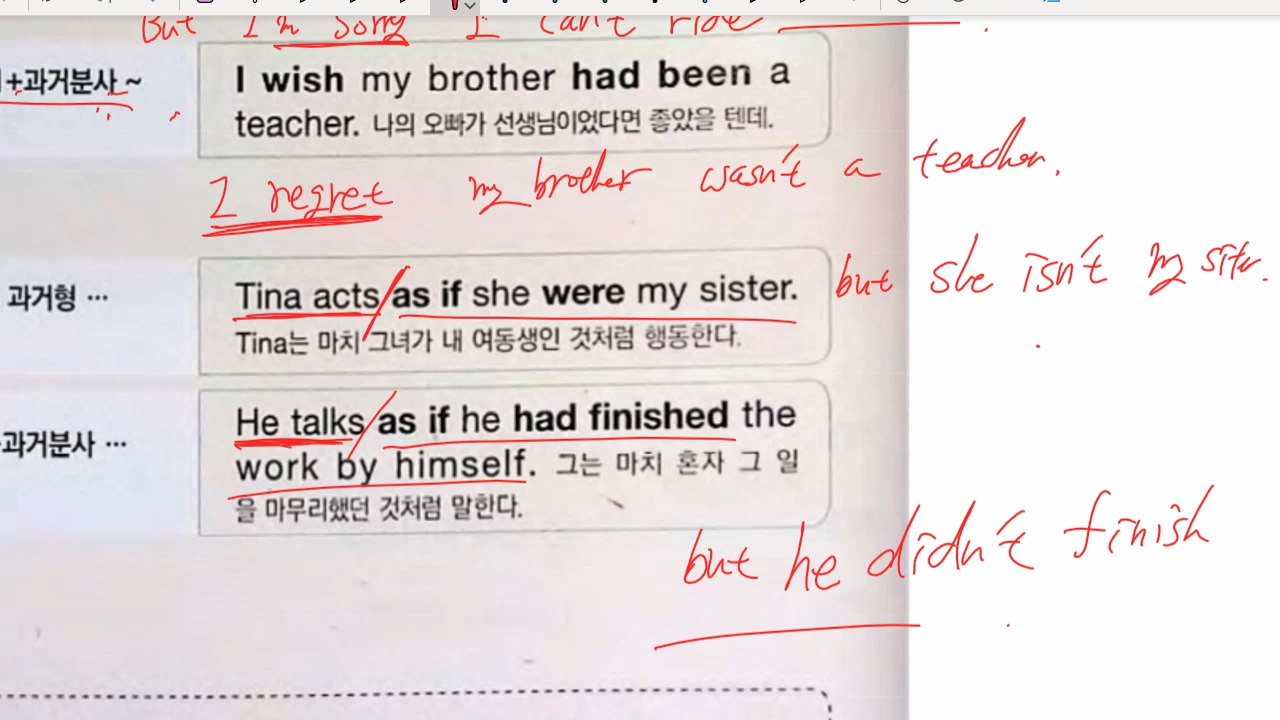 But I'm sorry I can't ride
+과거분사 ~
I wish my brother had been a
teacher. 나의 오빠가 선생님이었다면 좋았을 텐데.
I regret my brother wasn't a teacher.
과거형 ···
Tina acts as if she were my sister.
but she isn't my sister.
Tina는 마치 그녀가 내 여동생인 것처럼 행동한다.
과거분사 ···
He talks as if he had finished the
work by himself. 그는 마치 혼자 그 일
을 마무리했던 것처럼 말한다.
but he didn't finish